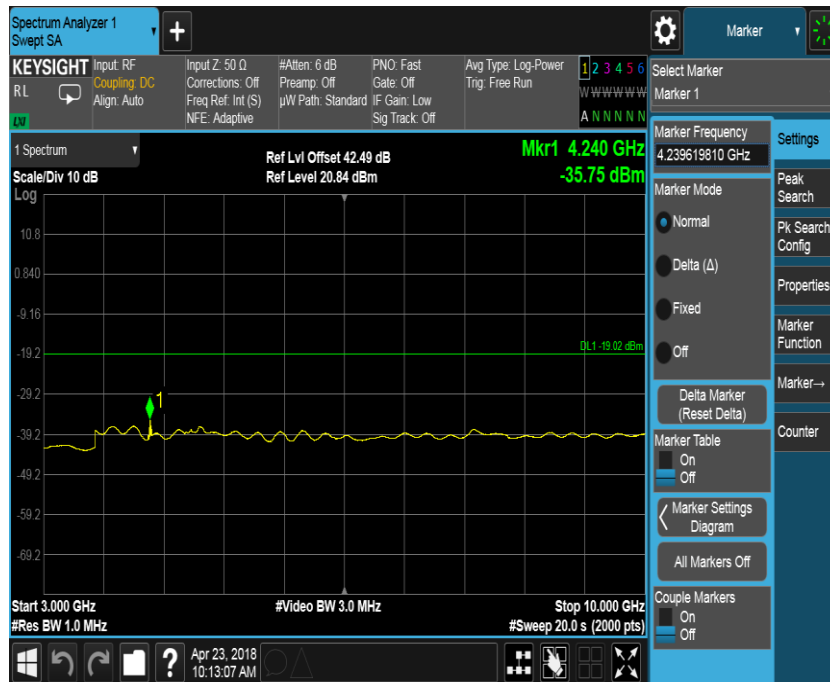 Spectrum Analyzer 1
Swept SA
+
Marker
KEYSIGHT
RL
LXI
Input: RF
Coupling: DC
Align: Auto
Input Z: 50 Ω
Corrections: Off
Freq Ref: Int (S)
NFE: Adaptive
#Atten: 6 dB
Preamp: Off
µW Path: Standard
PNO: Fast
Gate: Off
IF Gain: Low
Sig Track: Off
Avg Type: Log-Power
Trig: Free Run
1 2 3 4 5 6
W W W W W W
A N N N N N
Select Marker
Marker 1
1 Spectrum
Scale/Div 10 dB
Log
Ref Lvl Offset 42.49 dB
Ref Level 20.84 dBm
Mkr1 4.240 GHz
-35.75 dBm
10.8
0.840
-9.16
-19.2
-29.2
-39.2
-49.2
-59.2
-69.2
DL1 -19.02 dBm
1
Start 3.000 GHz
#Res BW 1.0 MHz
#Video BW 3.0 MHz
Stop 10.000 GHz
#Sweep 20.0 s (2000 pts)
Marker Frequency
4.239619810 GHz
Marker Mode
Normal
Delta (Δ)
Fixed
Off
Delta Marker
(Reset Delta)
Marker Table
On
Off
Marker Settings
Diagram
All Markers Off
Couple Markers
On
Off
Settings
Peak
Search
Pk Search
Config
Properties
Marker
Function
Marker→
Counter
?
Apr 23, 2018
10:13:07 AM